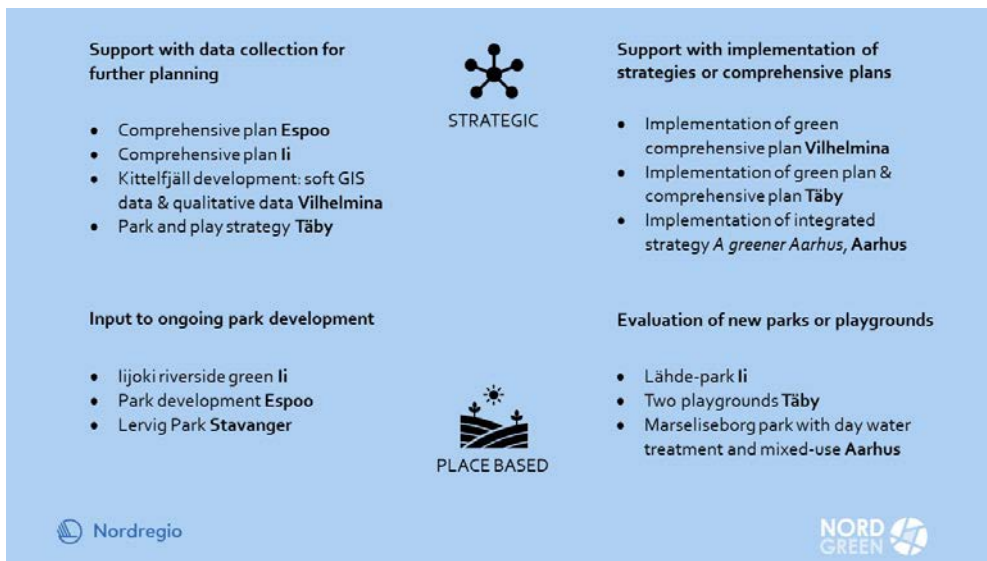 Support with data collection for
further planning
• Comprehensive plan Espoo
• Comprehensive plan Ii
• Kittelfjäll development: soft GIS
data & qualitative data Vilhelmina
• Park and play strategy Täby
STRATEGIC
Support with implementation of
strategies or comprehensive plans
• Implementation of green
comprehensive plan Vilhelmina
• Implementation of green plan &
comprehensive plan Täby
• Implementation of integrated
strategy A greener Aarhus, Aarhus
Input to ongoing park development
• Iijoki riverside green Ii
• Park development Espoo
• Lervig Park Stavanger
PLACE BASED
Evaluation of new parks or playgrounds
• Lähde-park Ii
• Two playgrounds Täby
• Marseliseborg park with day water
treatment and mixed-use Aarhus
Nordregio
NORD
GREEN